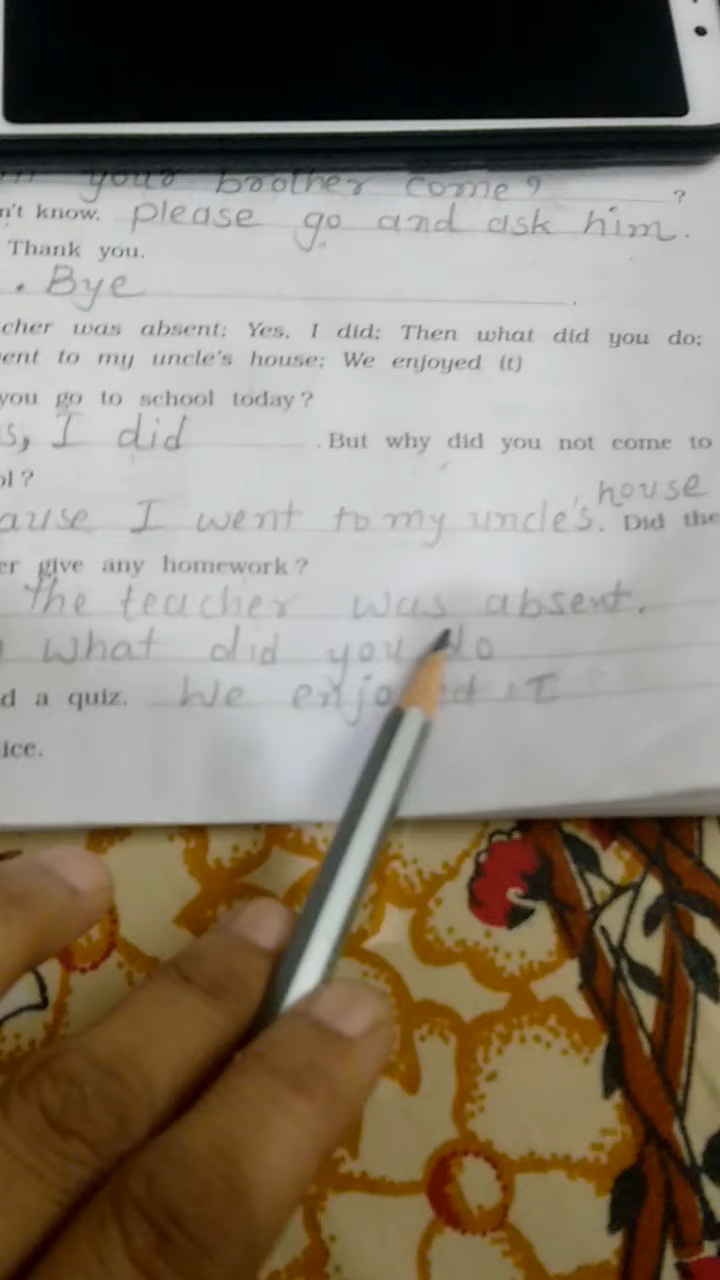 your brother come? ?
n't know. please go and ask him.
Thank you.
. Bye .
cher was absent; Yes, I did; Then what did you do;
ent to my uncle's house; We enjoyed (it)
you go to school today?
s, I did . But why did you not come to
ol?
ause I went to my uncle's house. Did the
er give any homework?
the teacher was absent.
What did you do
d a quiz. We enjoyed it
ice.